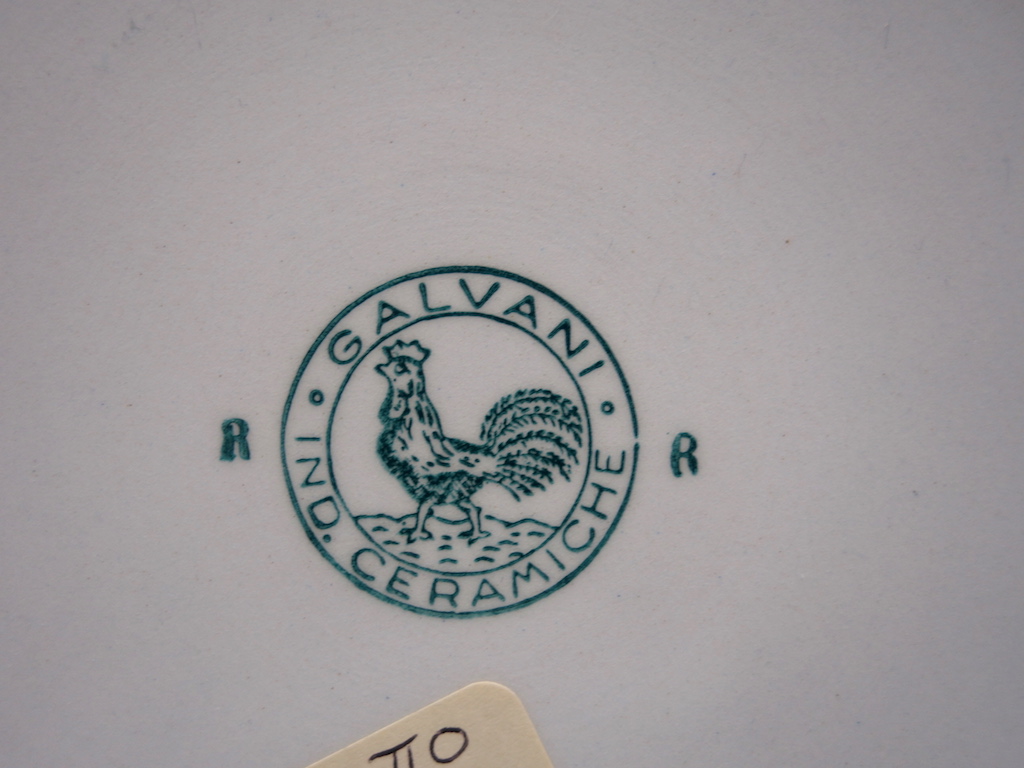 GALVANI
R R
IND. CERAMICHE